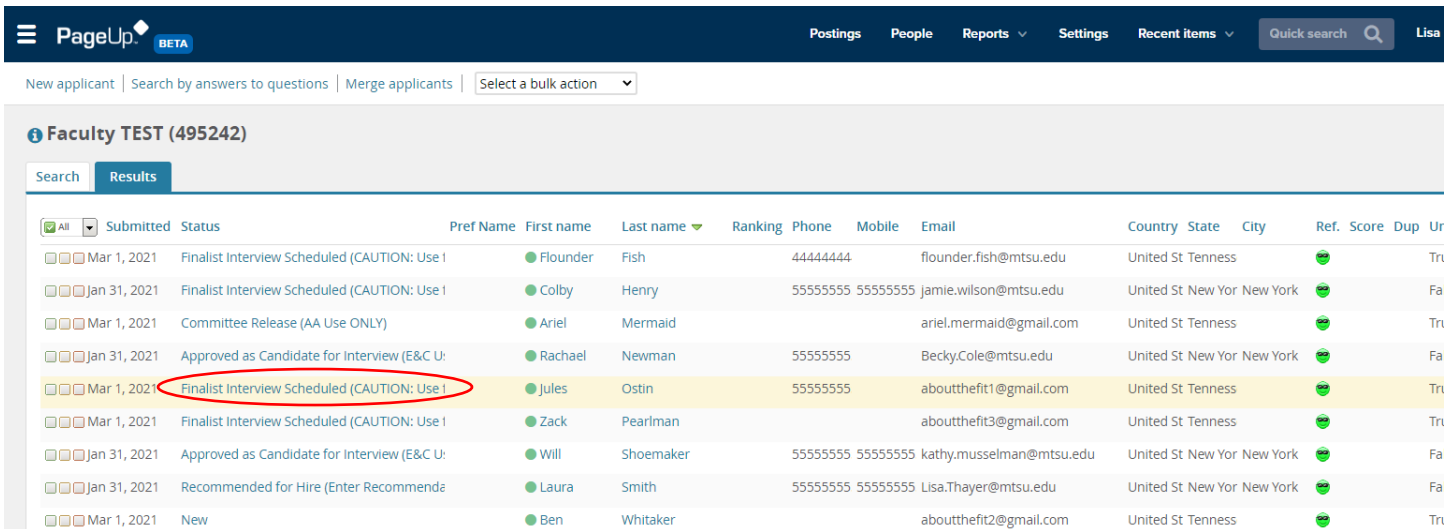 PageUp BETA Postings People Reports Settings Recent items Quick search Lisa
New applicant | Search by answers to questions | Merge applicants | Select a bulk action
Faculty TEST (495242)
Search Results
All Submitted Status Pref Name First name Last name Ranking Phone Mobile Email Country State City Ref. Score Dup Ur
Mar 1, 2021 Finalist Interview Scheduled (CAUTION: Use f Flounder Fish 44444444 flounder.fish@mtsu.edu United St Tenness Tru
Jan 31, 2021 Finalist Interview Scheduled (CAUTION: Use f Colby Henry 55555555 55555555 jamie.wilson@mtsu.edu United St New Yor New York Fa
Mar 1, 2021 Committee Release (AA Use ONLY) Ariel Mermaid ariel.mermaid@gmail.com United St Tenness Tru
Jan 31, 2021 Approved as Candidate for Interview (E&C Us Rachael Newman 55555555 Becky.Cole@mtsu.edu United St New Yor New York Fa
Mar 1, 2021 Finalist Interview Scheduled (CAUTION: Use f Jules Ostin 55555555 aboutthefit1@gmail.com United St Tenness Tru
Mar 1, 2021 Finalist Interview Scheduled (CAUTION: Use f Zack Pearlman aboutthefit3@gmail.com United St Tenness Tru
Jan 31, 2021 Approved as Candidate for Interview (E&C Us Will Shoemaker 55555555 55555555 kathy.musselman@mtsu.edu United St New Yor New York Fa
Jan 31, 2021 Recommended for Hire (Enter Recommenda Laura Smith 55555555 55555555 Lisa.Thayer@mtsu.edu United St New Yor New York Fa
Mar 1, 2021 New Ben Whitaker aboutthefit2@gmail.com United St Tenness Tru